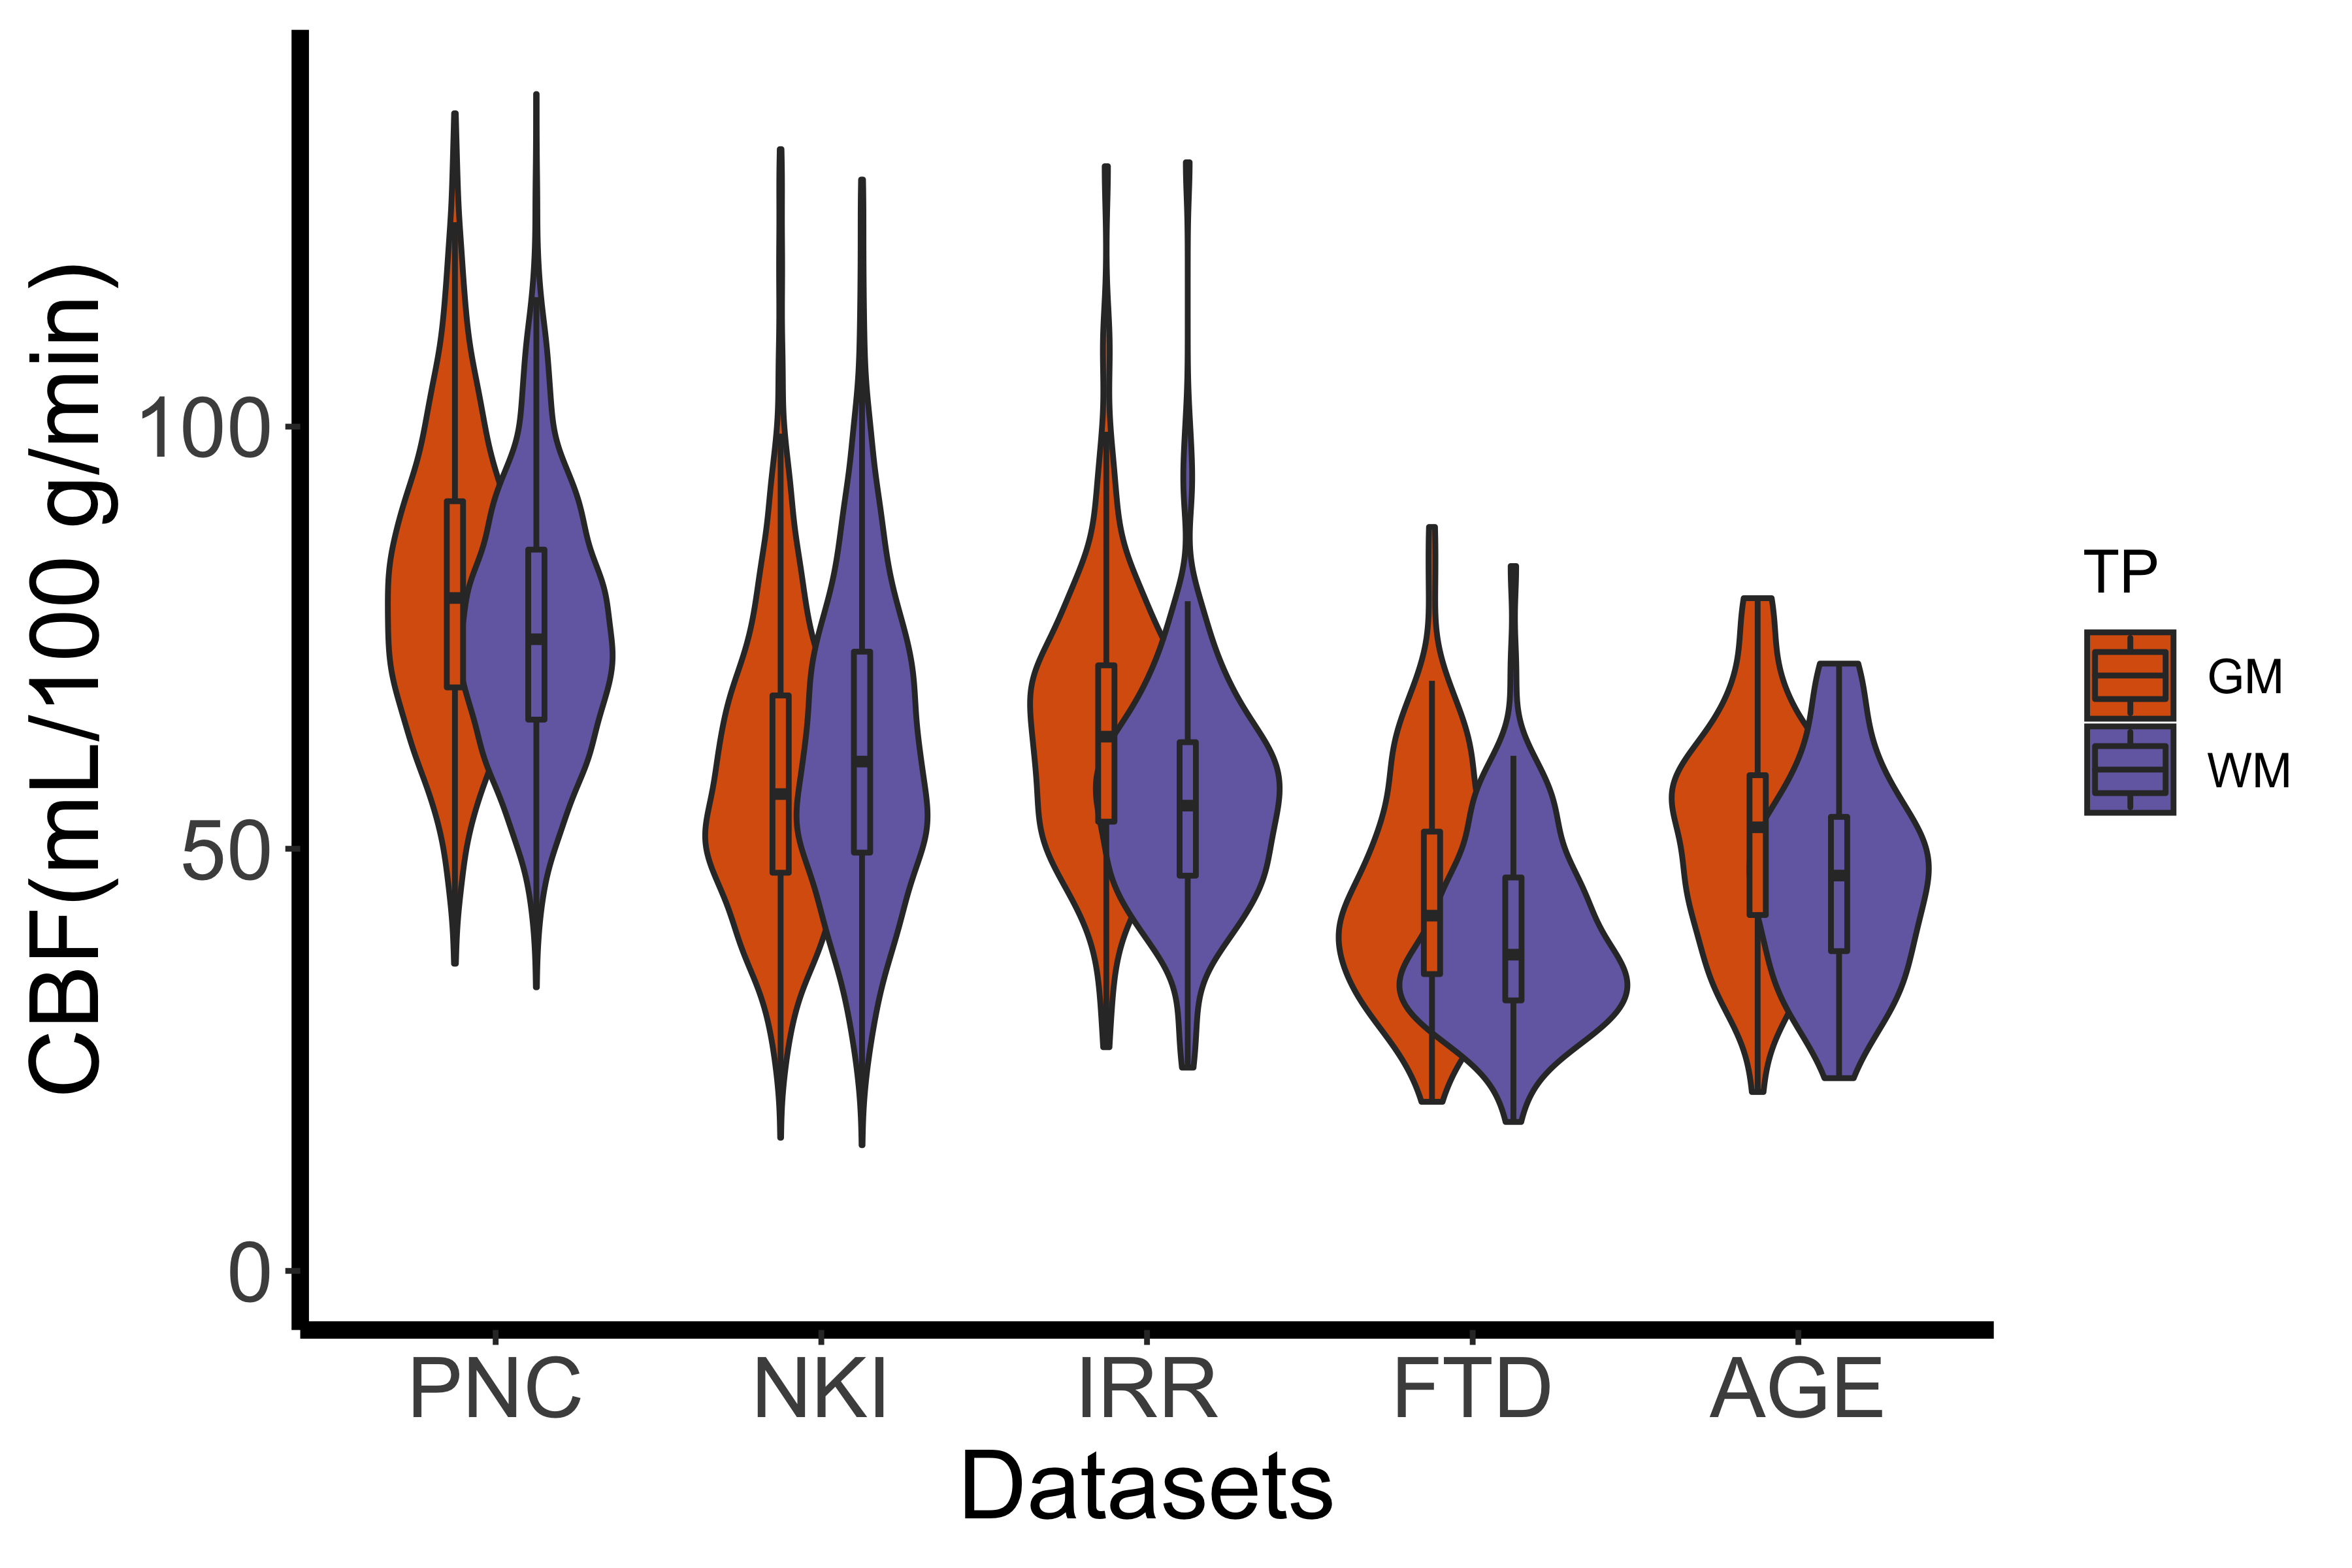 CBF(mL/100 g/min)
100
50
0
PNC NKI IRR FTD AGE
Datasets
TP
GM
WM